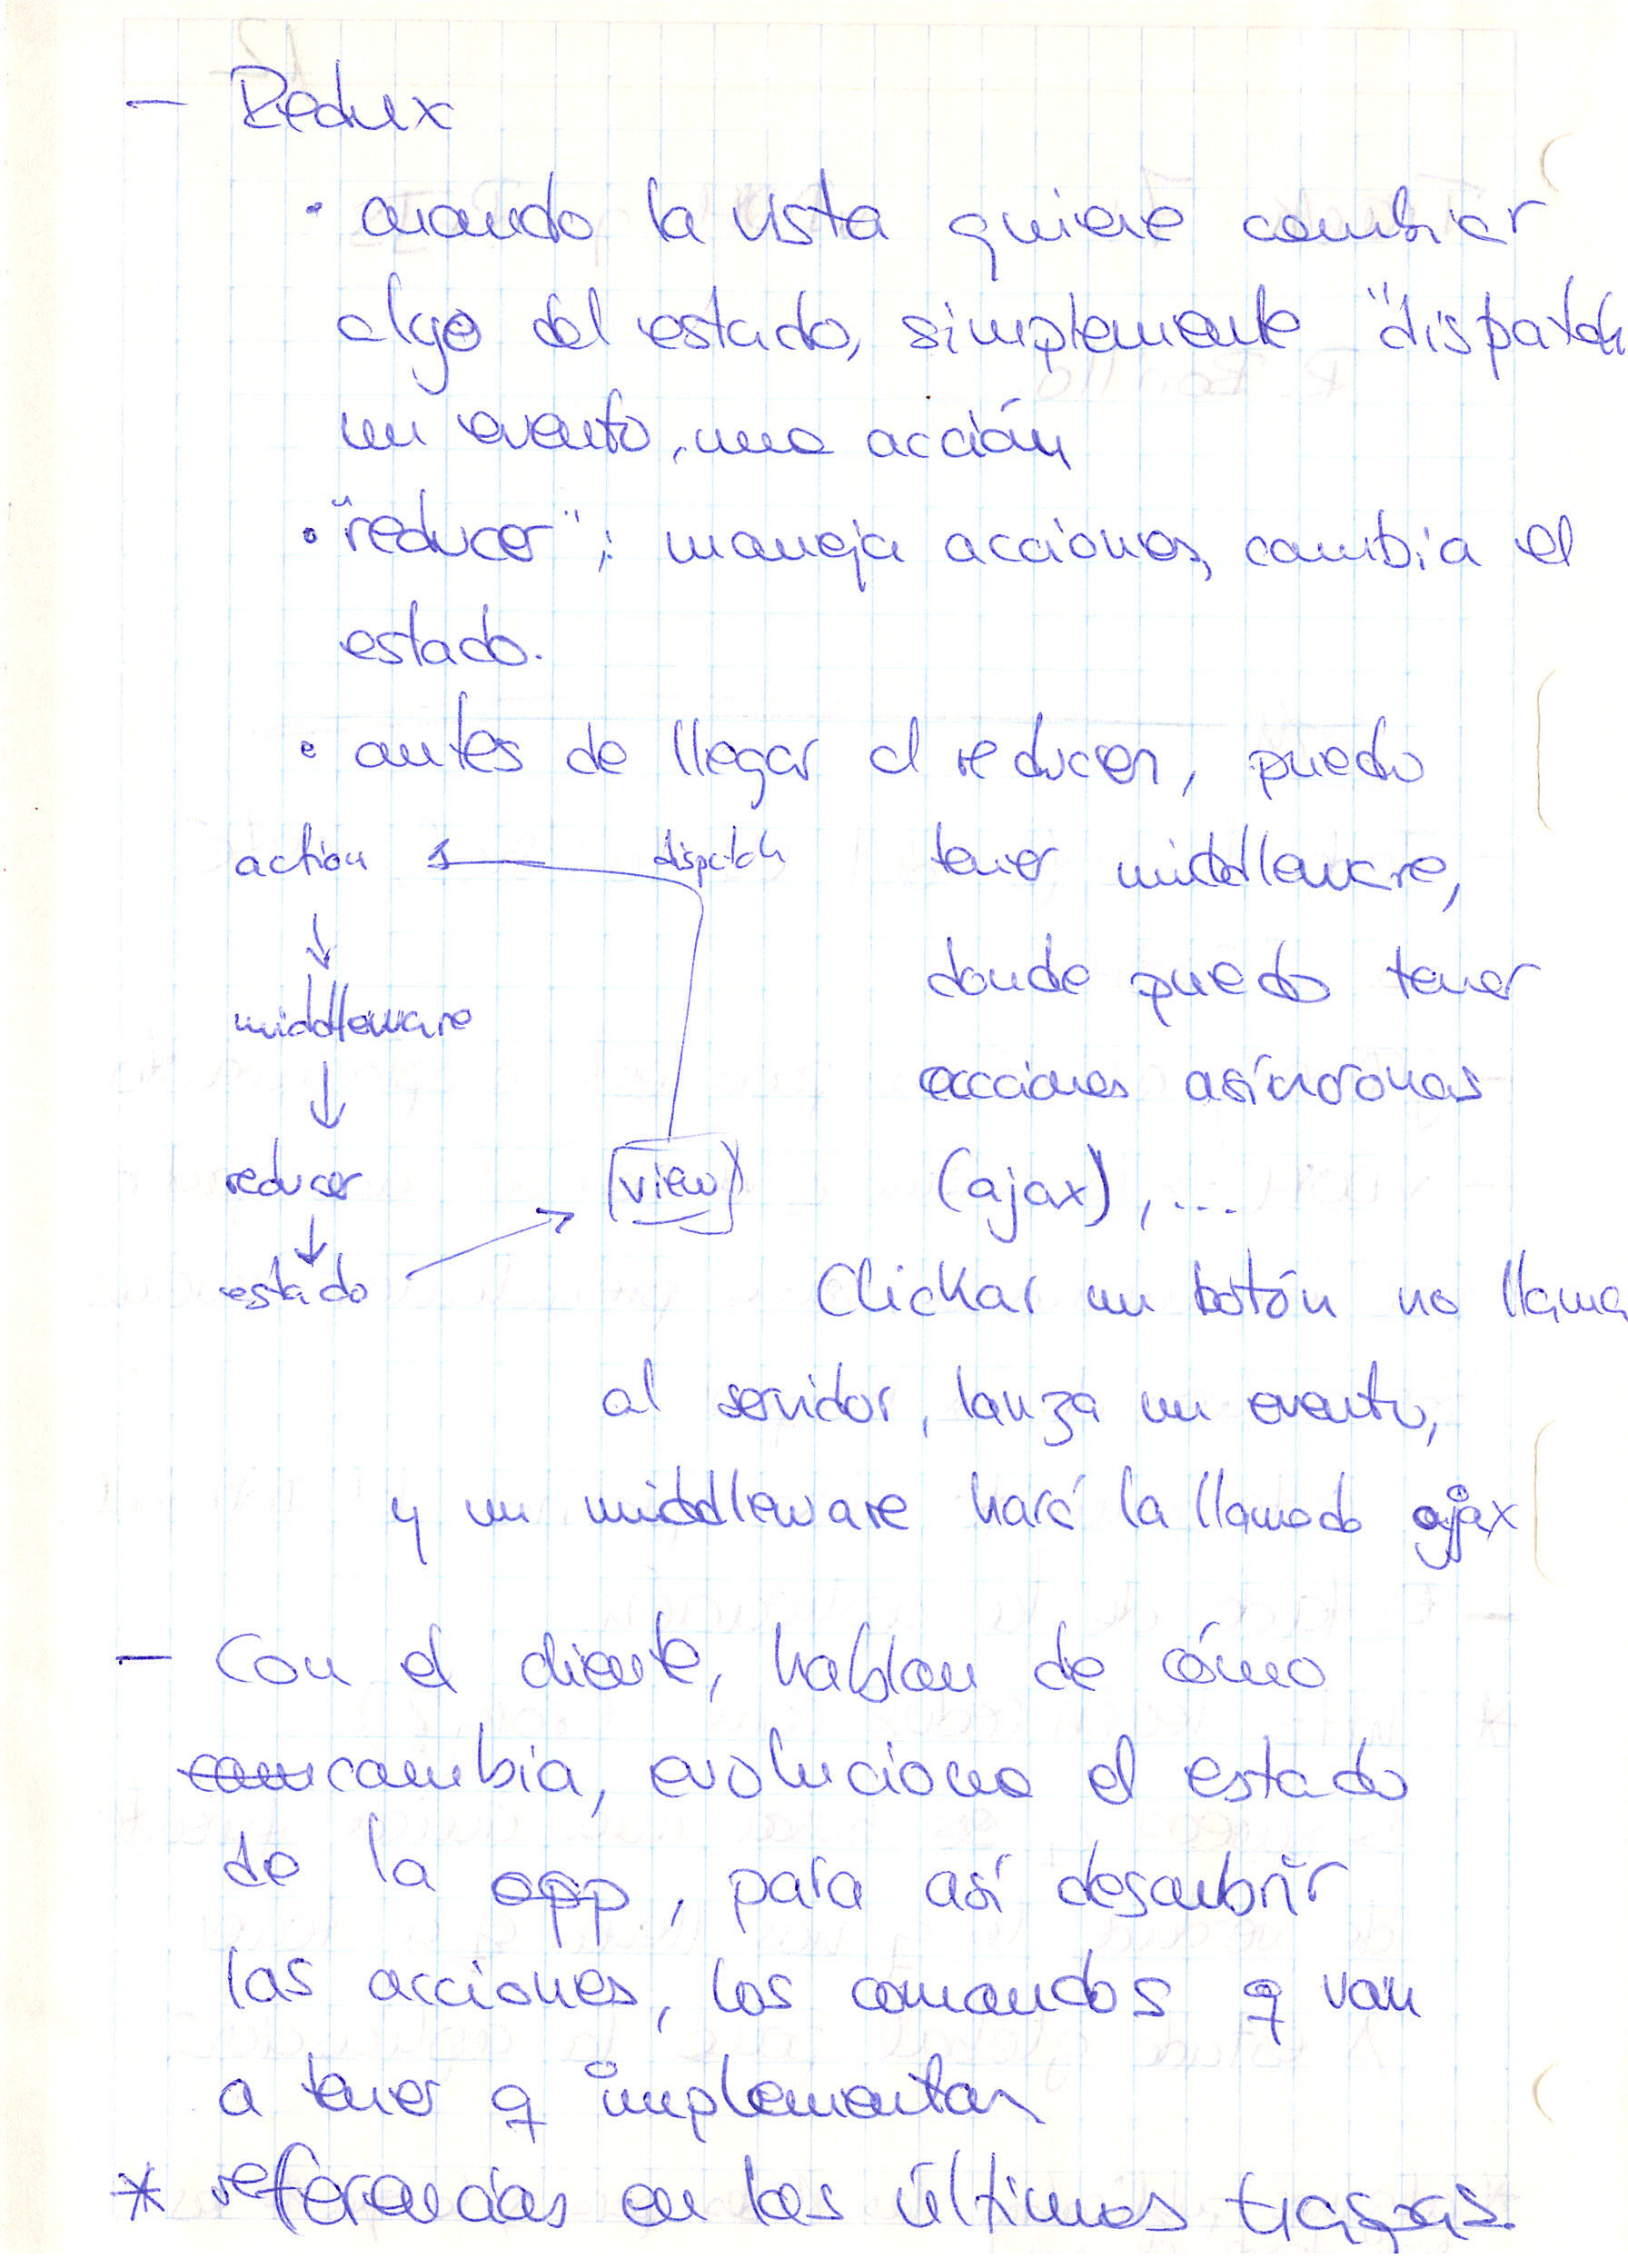 — Redux
· cuando la vista quiere cambiar
algo del estado, simplemente "dispatch
un evento, una acción
· "reducer": maneja acciones, cambia el
estado.
· antes de llegar al reducer, puedo
tener middleware,
donde puedo tener
acciones asíncronas
(ajax), ...
action dispatch
middleware
reducer view
estado
Clickar un botón no llama
al servidor, lanza un evento,
y un middleware hará la llamada ajax
— Con el cliente, hablan de cómo
cambia, evoluciona el estado
de la app, para así descubrir
las acciones, los comandos q van
a tener q implementar
* referencias en las últimas